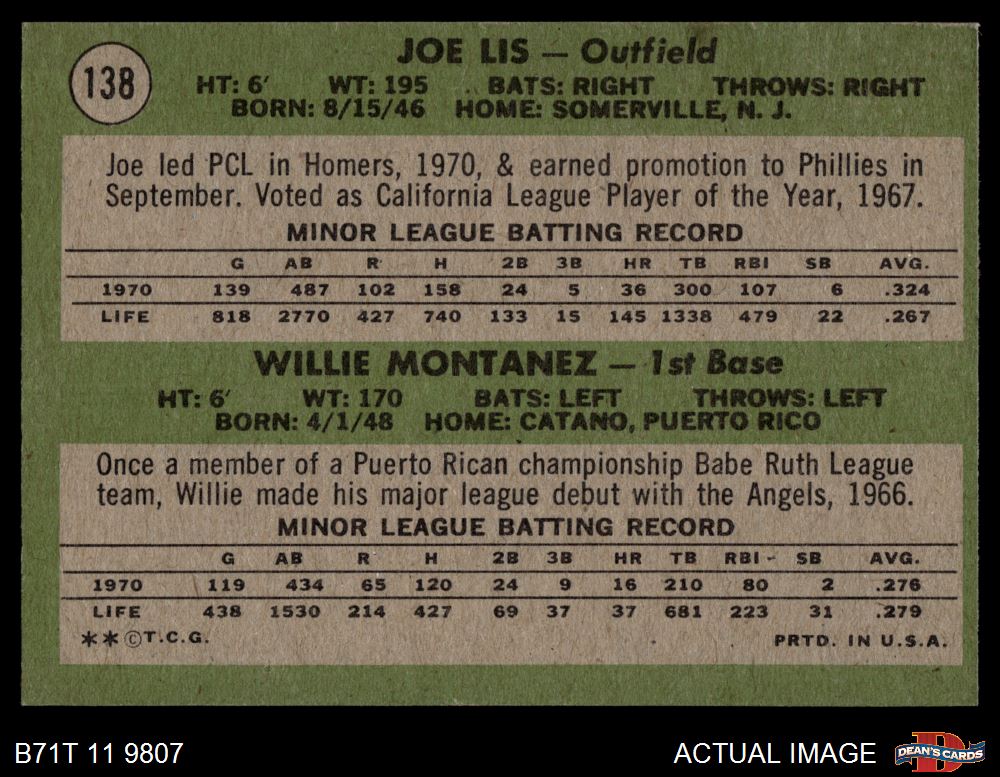 138
JOE LIS — Outfield
HT: 6' WT: 195 BATS: RIGHT THROWS: RIGHT
BORN: 8/15/46 HOME: SOMERVILLE, N. J.
Joe led PCL in Homers, 1970, & earned promotion to Phillies in
September. Voted as California League Player of the Year, 1967.
MINOR LEAGUE BATTING RECORD
G AB R H 2B 3B HR TB RBI SB AVG.
1970 139 487 102 158 24 5 36 300 107 6 .324
LIFE 818 2770 427 740 133 15 145 1338 479 22 .267
WILLIE MONTANEZ — 1st Base
HT: 6' WT: 170 BATS: LEFT THROWS: LEFT
BORN: 4/1/48 HOME: CATANO, PUERTO RICO
Once a member of a Puerto Rican championship Babe Ruth League
team, Willie made his major league debut with the Angels, 1966.
MINOR LEAGUE BATTING RECORD
G AB R H 2B 3B HR TB RBI SB AVG.
1970 119 434 65 120 24 9 16 210 80 2 .276
LIFE 438 1530 214 427 69 37 37 681 223 31 .279
**©T.C.G. PRTD. IN U.S.A.
B71T 11 9807 ACTUAL IMAGE D DEAN'S CARDS